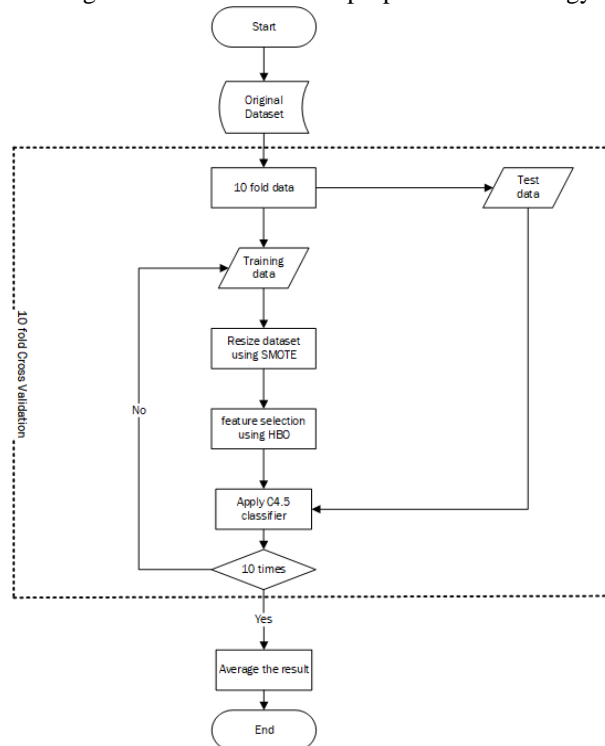 Start
Original
Dataset
10 fold data
Test
data
Training
data
10 fold Cross Validation
Resize dataset
using SMOTE
No
feature selection
using HBO
Apply C4.5
classifier
10 times
Yes
Average the result
End